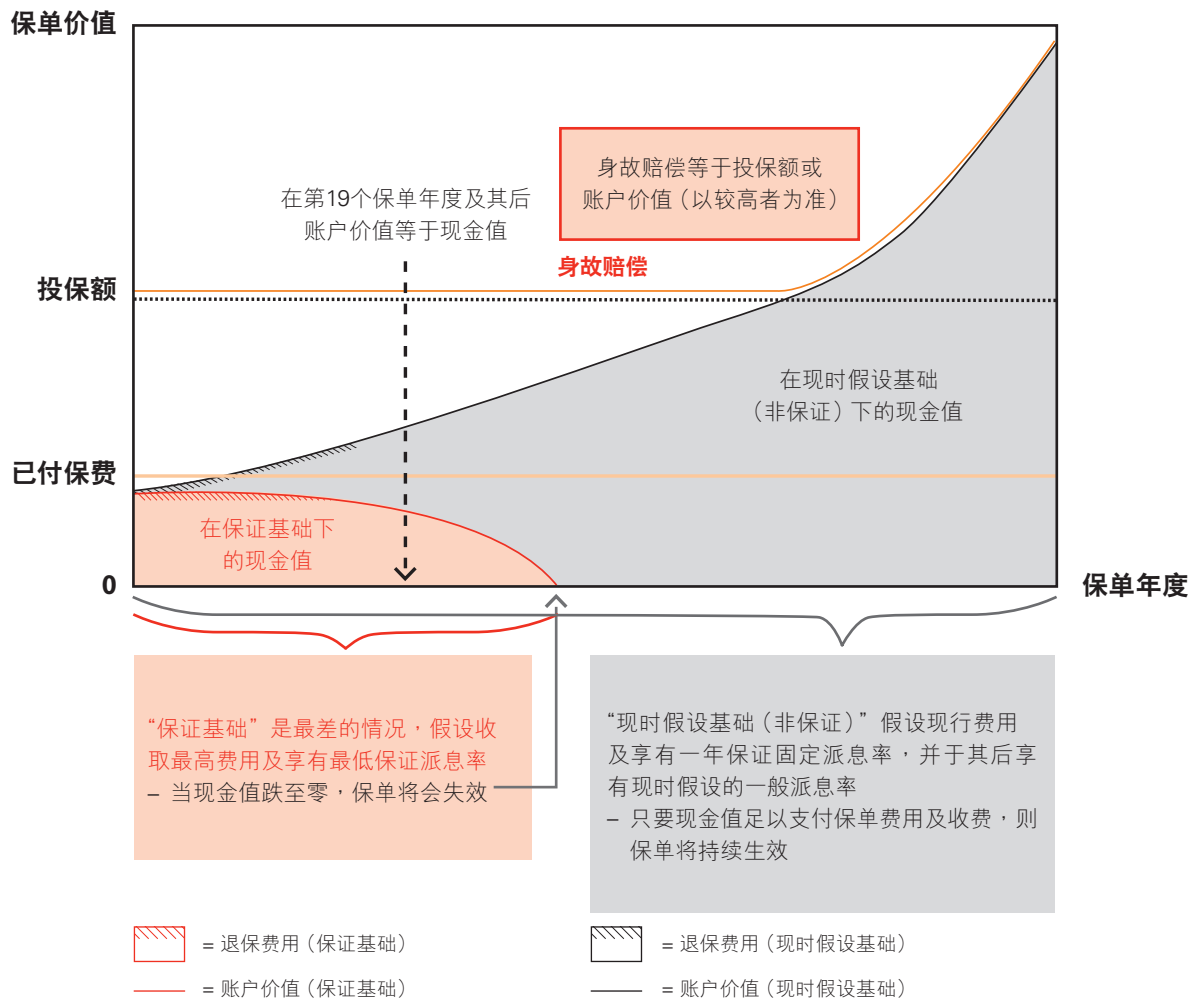 保单价值
身故赔偿等于投保额或
账户价值（以较高者为准）
在第19个保单年度及其后
账户价值等于现金值
身故赔偿
投保额
在现时假设基础
（非保证）下的现金值
已付保费
在保证基础下
的现金值
0
保单年度
“保证基础”是最差的情况，假设收
取最高费用及享有最低保证派息率
– 当现金值跌至零，保单将会失效
“现时假设基础（非保证）”假设现行费用
及享有一年保证固定派息率，并于其后享
有现时假设的一般派息率
– 只要现金值足以支付保单费用及收费，则
保单将持续生效
= 退保费用（保证基础）
= 退保费用（现时假设基础）
= 账户价值（保证基础）
= 账户价值（现时假设基础）